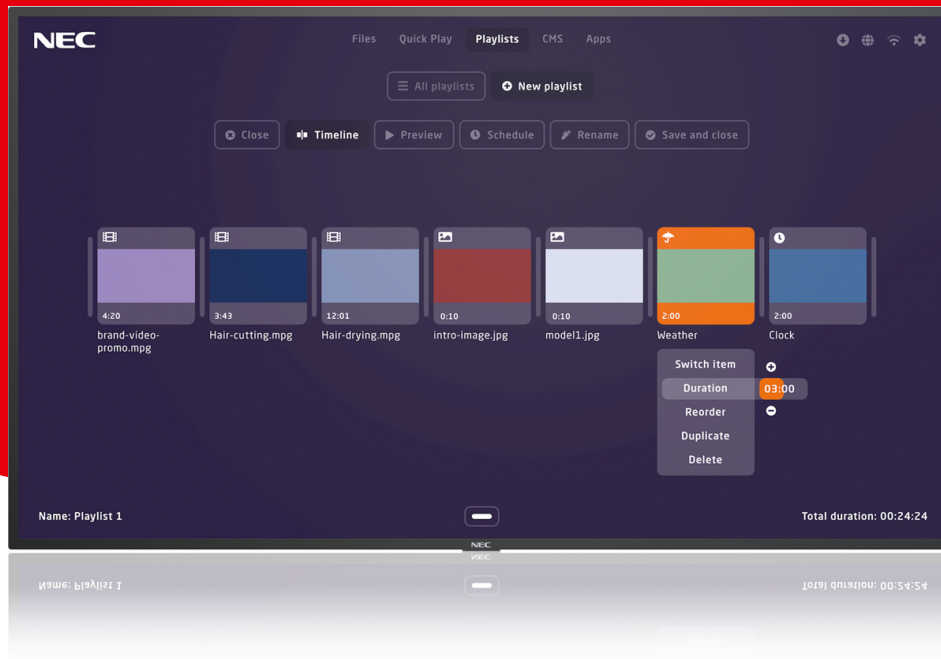 NEC
Files Quick Play Playlists CMS Apps
All playlists New playlist
Close Timeline Preview Schedule Rename Save and close
4:20 3:43 12:01 0:10 0:10 2:00 2:00
brand-video-promo.mpg Hair-cutting.mpg Hair-drying.mpg intro-image.jpg model1.jpg Weather Clock
Switch item
Duration 03:00
Reorder
Duplicate
Delete
Name: Playlist 1 Total duration: 00:24:24
NEC